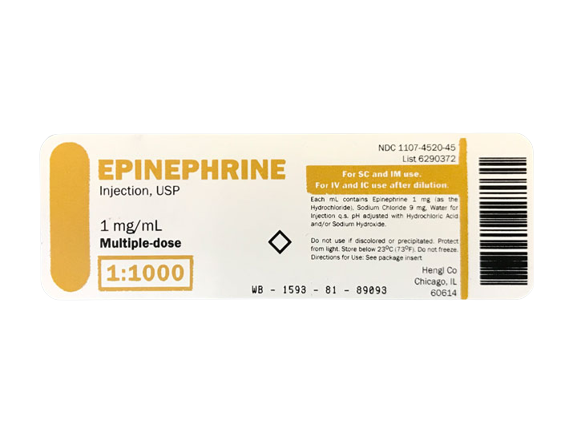 EPINEPHRINE
Injection, USP
1 mg/mL
Multiple-dose
1:1000
WB - 1593 - 81 - 89093
NDC 1107-4520-45
List 6290372
For SC and IM use.
For IV and IC use after dilution.
Each mL contains Epinephrine 1 mg (as the
Hydrochloride), Sodium Chloride 9 mg, Water for
Injection q.s. pH adjusted with Hydrochloric Acid
and/or Sodium Hydroxide.
Do not use if discolored or precipitated. Protect
from light. Store below 23°C (73°F). Do not freeze.
Directions for Use: See package insert
Hengl Co
Chicago, IL
60614